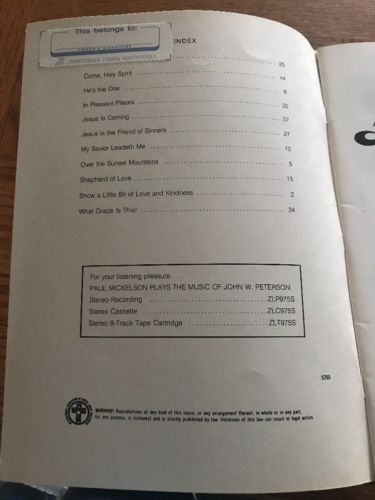 This belongs to:
INDEX
20
Come, Holy Spirit 44
He's the One 8
In Pleasant Places 30
Jesus Is Coming 37
Jesus Is the Friend of Sinners 27
My Savior Leadeth Me 12
Over the Sunset Mountains 5
Shepherd of Love 15
Show a Little Bit of Love and Kindness 2
What Grace Is This! 34
For your listening pleasure . . .
PAUL MICKELSON PLAYS THE MUSIC OF JOHN W. PETERSON
Stereo Recording ZLP975S
Stereo Cassette ZLC975S
Stereo 8-Track Tape Cartridge ZLT975S
WARNING! Reproductions of any kind of this music, or any arrangement thereof, in whole or in any part,
for any purpose, is dishonest and is strictly prohibited by law. Violations of this law can result in legal action.